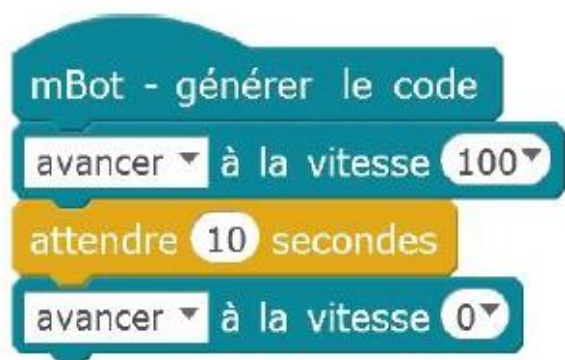 mBot - générer le code
avancer à la vitesse 100
attendre 10 secondes
avancer à la vitesse 0